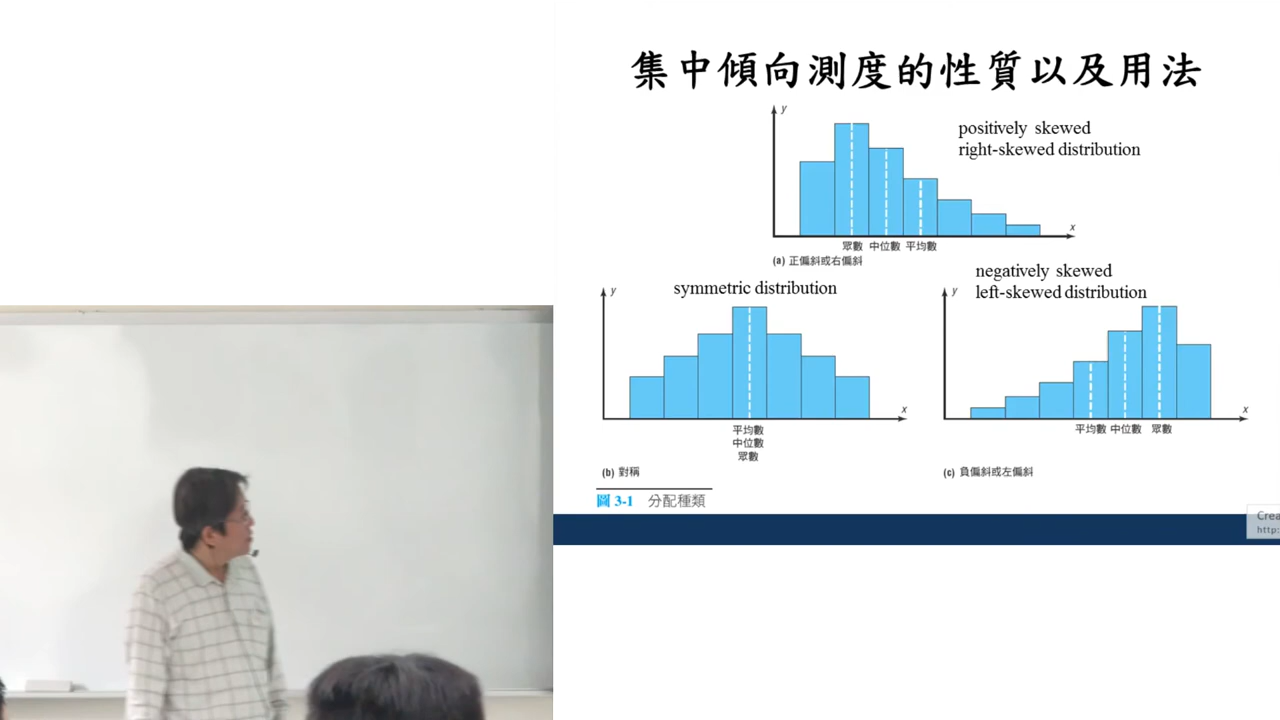 集中傾向測度的性質以及用法
y
positively skewed
right-skewed distribution
x
眾數 中位數 平均數
(a) 正偏斜或右偏斜
symmetric distribution
y
x
平均數
中位數
眾數
(b) 對稱
negatively skewed
left-skewed distribution
y
x
平均數 中位數 眾數
(c) 負偏斜或左偏斜
圖 3-1 分配種類
Crea
http: